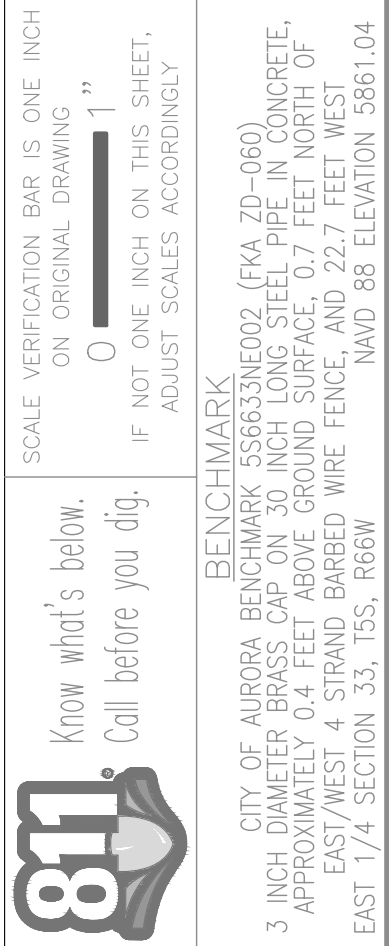 811
Know what's below.
Call before you dig.
SCALE VERIFICATION BAR IS ONE INCH
ON ORIGINAL DRAWING
0 1"
IF NOT ONE INCH ON THIS SHEET,
ADJUST SCALES ACCORDINGLY
BENCHMARK
CITY OF AURORA BENCHMARK 5S6633NE002 (FKA ZD-060)
3 INCH DIAMETER BRASS CAP ON 30 INCH LONG STEEL PIPE IN CONCRETE,
APPROXIMATELY 0.4 FEET ABOVE GROUND SURFACE, 0.7 FEET NORTH OF
EAST/WEST 4 STRAND BARBED WIRE FENCE, AND 22.7 FEET WEST
EAST 1/4 SECTION 33, T5S, R66W NAVD 88 ELEVATION 5861.04